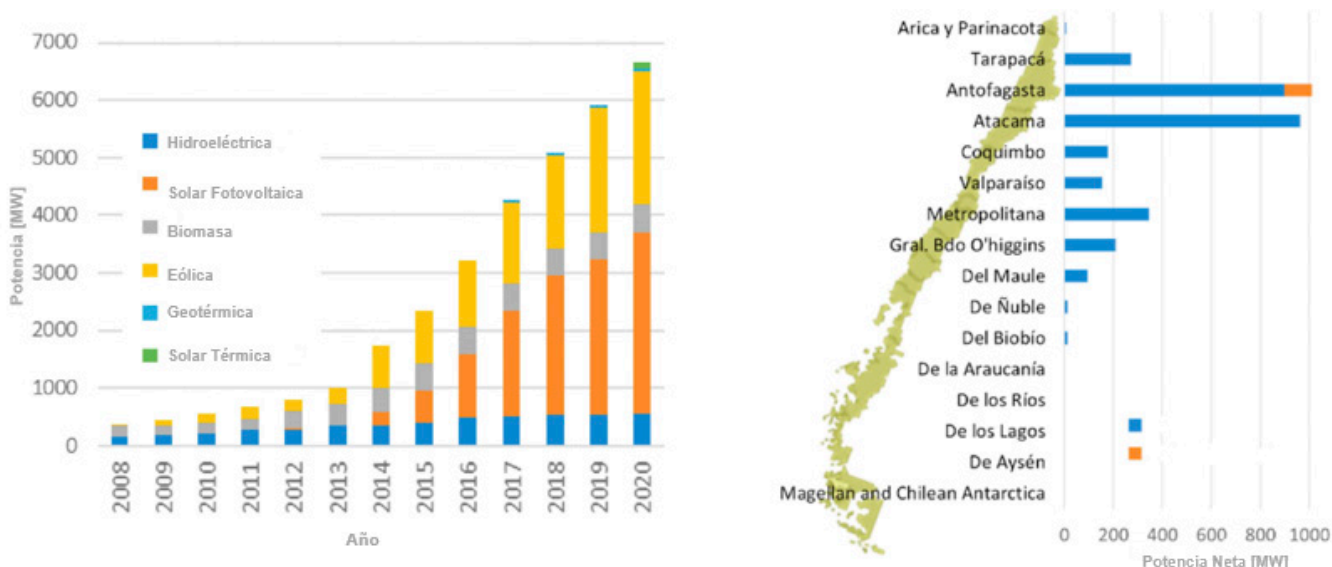 7000
6000
5000
4000
3000
2000
1000
0
Potencia [MW]
Hidroeléctrica
Solar Fotovoltaica
Biomasa
Eólica
Geotérmica
Solar Térmica
2008
2009
2010
2011
2012
2013
2014
2015
2016
2017
2018
2019
2020
Año
Arica y Parinacota
Tarapacá
Antofagasta
Atacama
Coquimbo
Valparaíso
Metropolitana
Gral. Bdo O'higgins
Del Maule
De Ñuble
Del Biobío
De la Araucanía
De los Ríos
De los Lagos
De Aysén
Magellan and Chilean Antarctica
0 200 400 600 800 1000
Potencia Neta [MW]